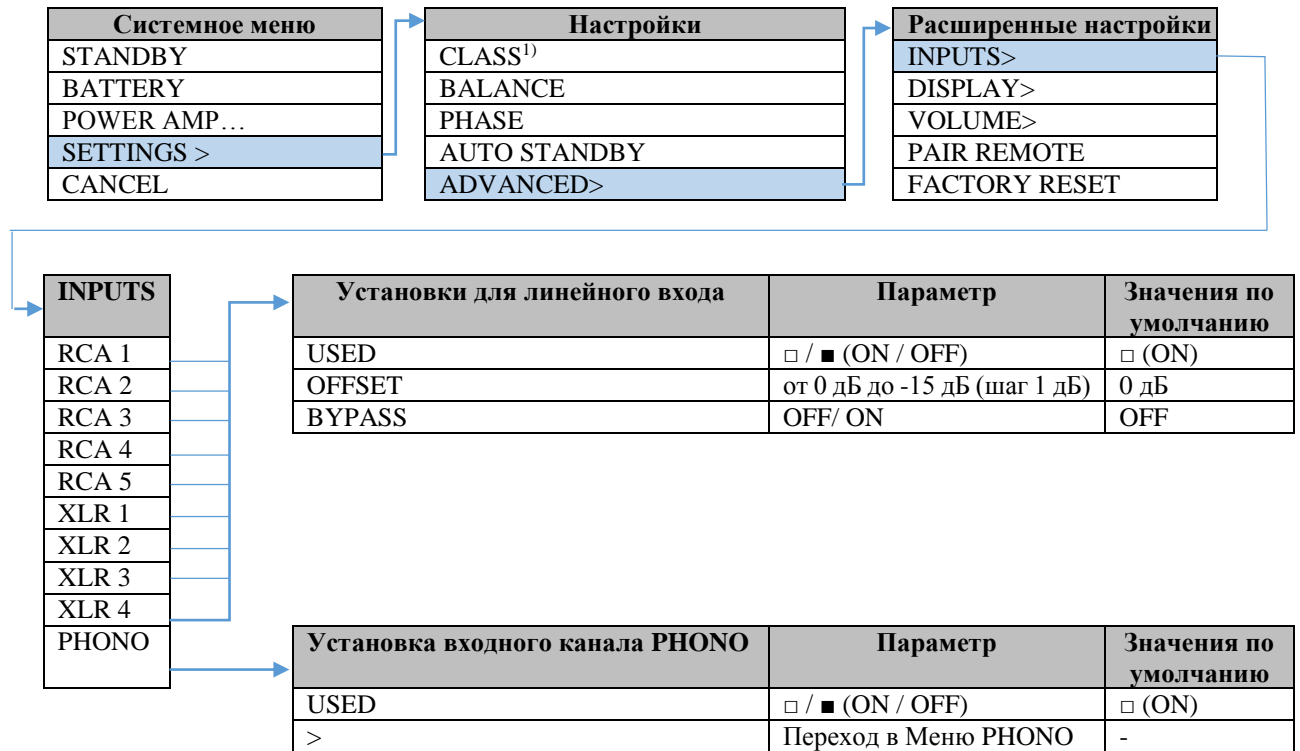 Системное меню
STANDBY
BATTERY
POWER AMP…
SETTINGS >
CANCEL
Настройки
CLASS1)
BALANCE
PHASE
AUTO STANDBY
ADVANCED>
Расширенные настройки
INPUTS>
DISPLAY>
VOLUME>
PAIR REMOTE
FACTORY RESET
INPUTS
RCA 1
RCA 2
RCA 3
RCA 4
RCA 5
XLR 1
XLR 2
XLR 3
XLR 4
PHONO
Установки для линейного входа Параметр Значения по
умолчанию
USED □ / ■ (ON / OFF) □ (ON)
OFFSET от 0 дБ до -15 дБ (шаг 1 дБ) 0 дБ
BYPASS OFF/ ON OFF
Установка входного канала PHONO Параметр Значения по
умолчанию
USED □ / ■ (ON / OFF) □ (ON)
> Переход в Меню PHONO -